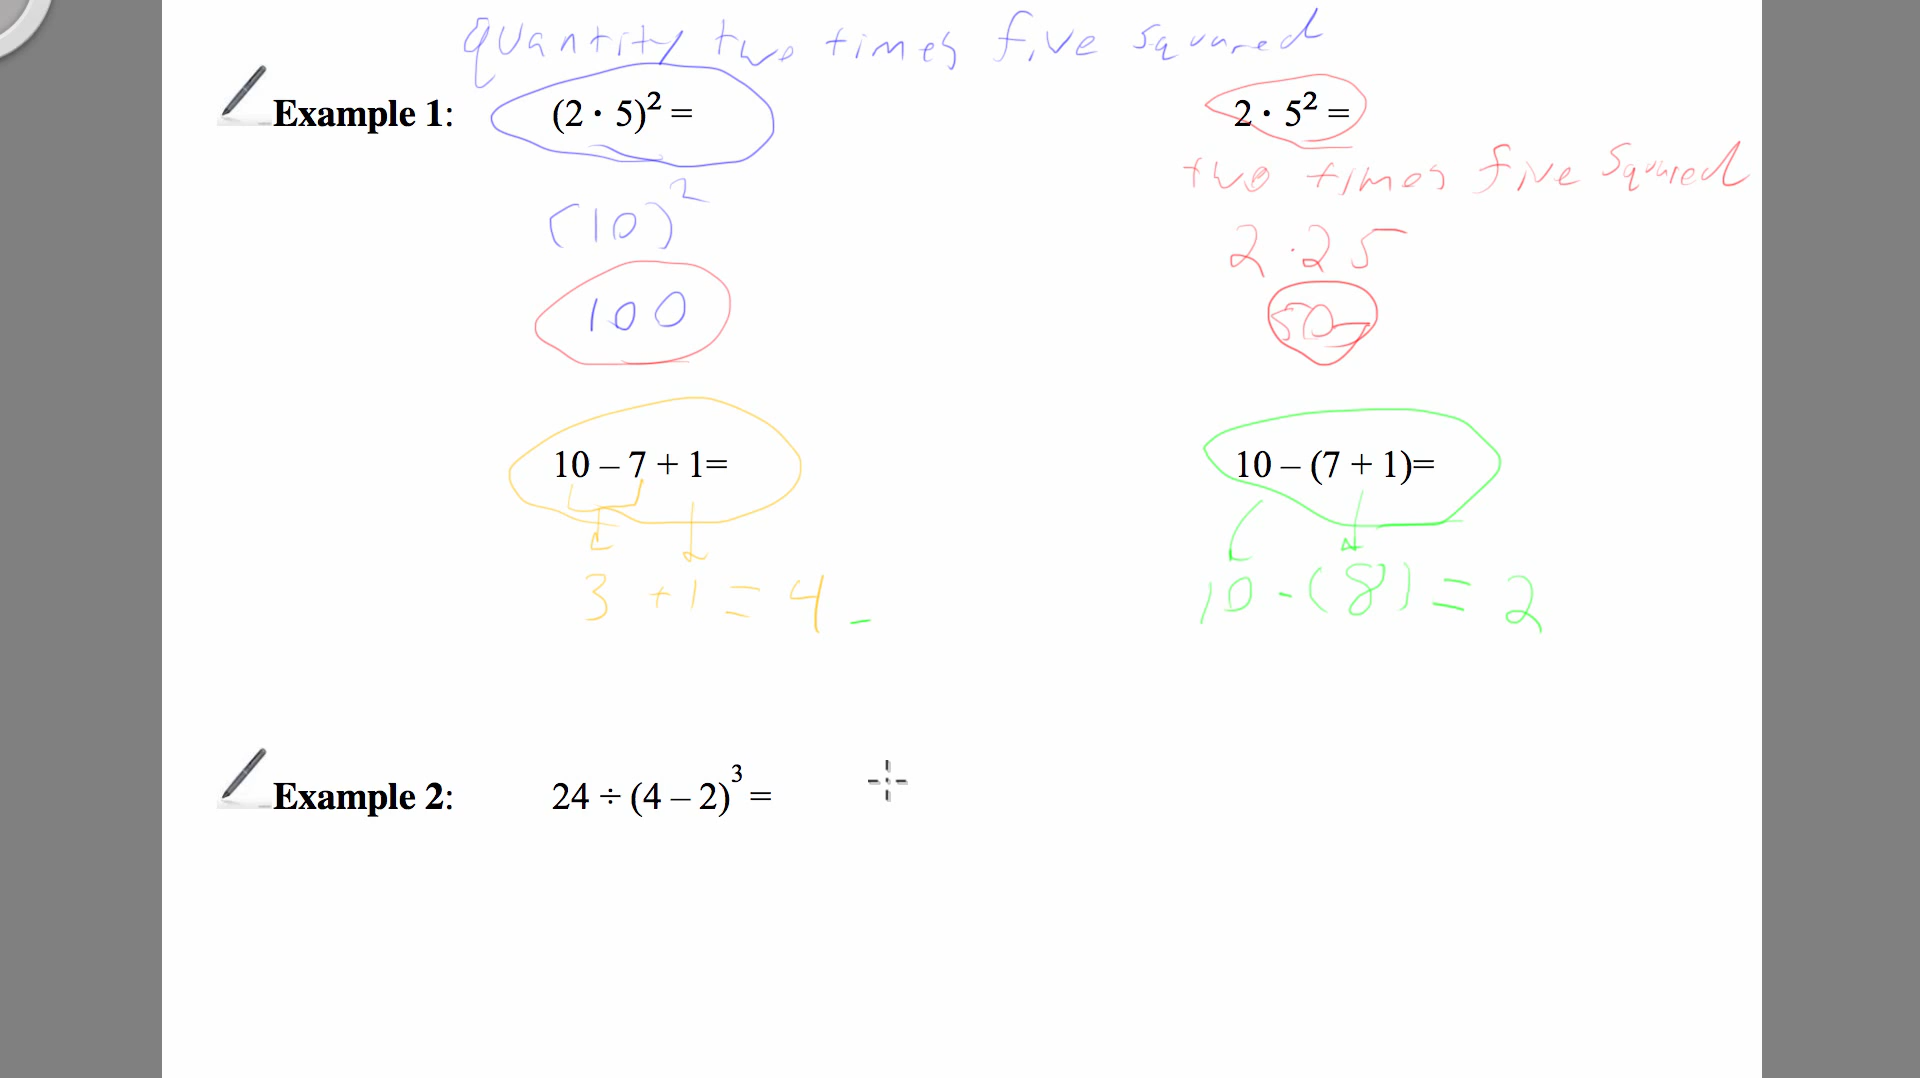 quantity two times five squared
Example 1: (2 · 5)² = 2 · 5² =
two times five squared
(10)² 2 · 25
100 50
10 – 7 + 1= 10 – (7 + 1)=
3 + 1 = 4 – 10 - (8) = 2
Example 2: 24 ÷ (4 – 2)³ =